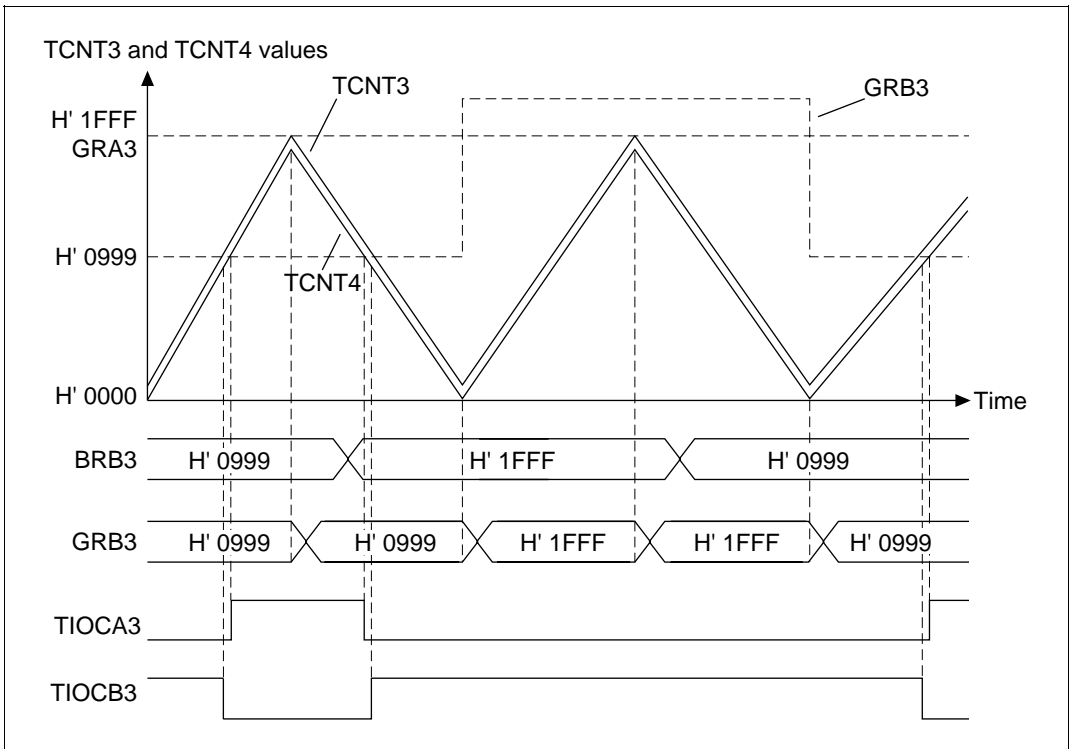 TCNT3 and TCNT4 values
TCNT3
GRB3
H' 1FFF
GRA3
H' 0999
TCNT4
H' 0000
Time
BRB3
H' 0999
H' 1FFF
H' 0999
GRB3
H' 0999
H' 0999
H' 1FFF
H' 1FFF
H' 0999
TIOCA3
TIOCB3